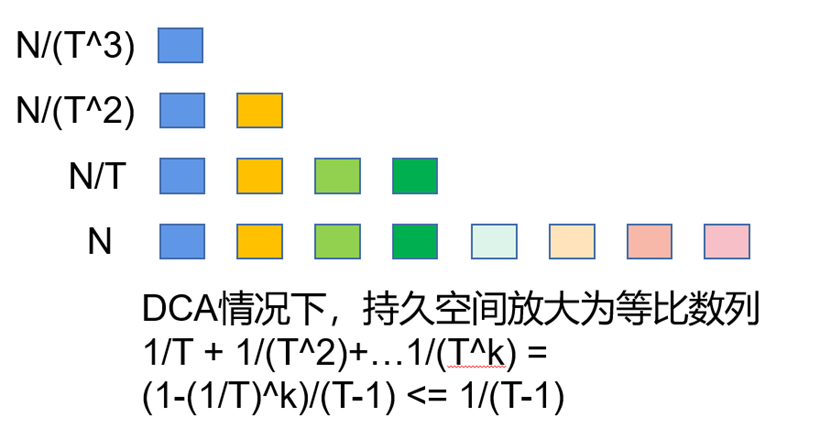 N/(T^3)
N/(T^2)
N/T
N
DCA情况下，持久空间放大为等比数列
1/T + 1/(T^2)+…1/(T^k) =
(1-(1/T)^k)/(T-1) <= 1/(T-1)